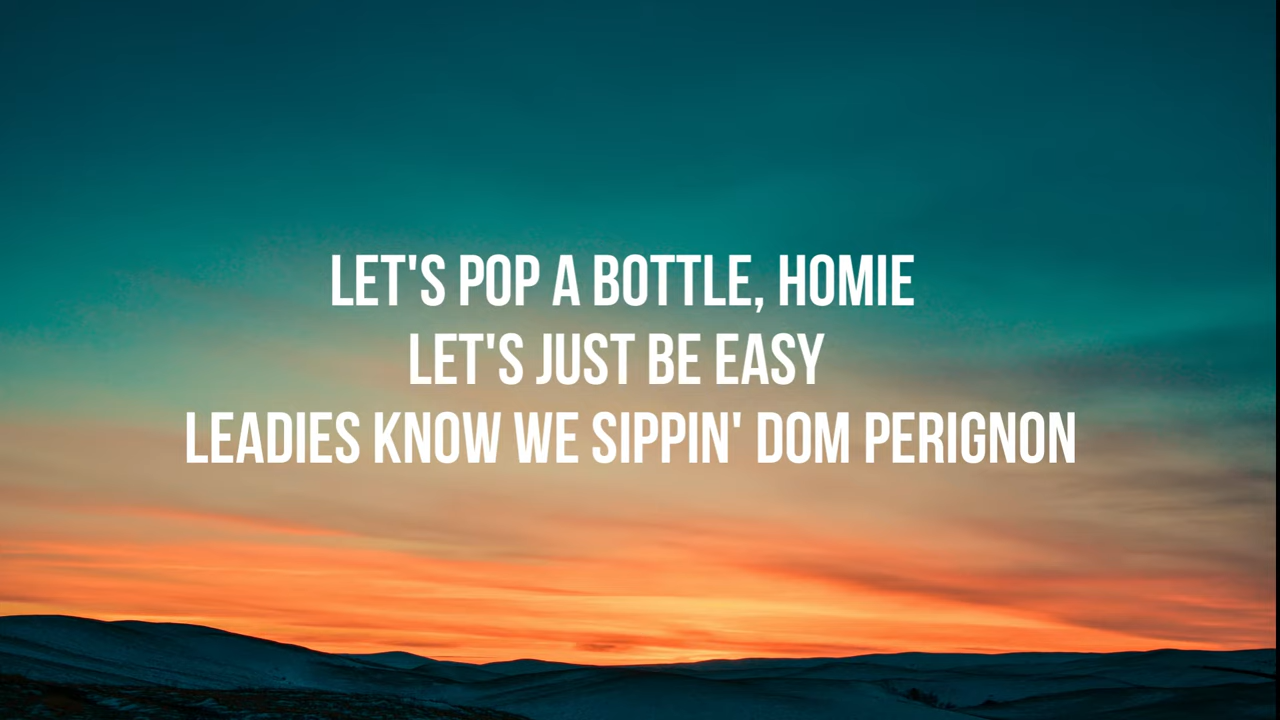 LET'S POP A BOTTLE, HOMIE
LET'S JUST BE EASY
LEADIES KNOW WE SIPPIN' DOM PERIGNON